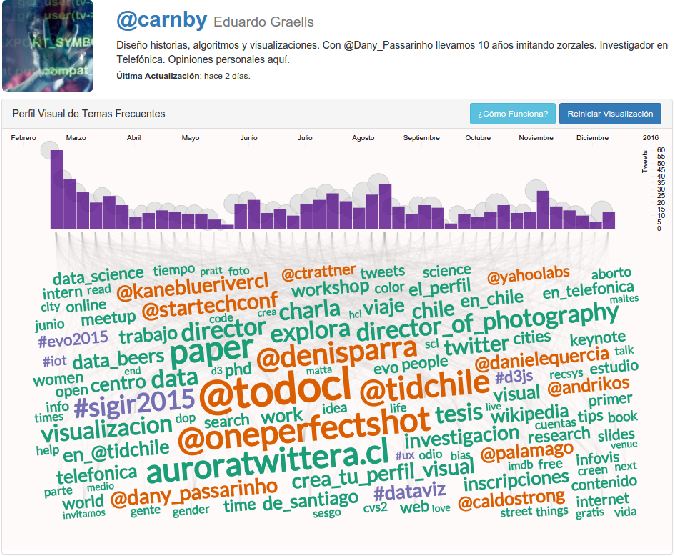 @carnby Eduardo Graells
Diseño historias, algoritmos y visualizaciones. Con @Dany_Passarinho llevamos 10 años imitando zorzales. Investigador en
Telefónica. Opiniones personales aquí.
Última Actualización: hace 2 días.
Perfil Visual de Temas Frecuentes
¿Cómo Funciona?
Reinidar Visualización
Febrero Marzo Abril Mayo Junio Julio Agosto Septiembre Octubre Noviembre Diciembre 2016
Tweets
60
data_science tiempo pratt foto @ctrattner tweets science @yahoolabs aborto
intern read @kanebluerivercl workshop color el_perfil en_telefonica
city online @startechconf crea charla hcl viaje chile en_chile maltes
junio meetup code director explora director_of_photography
#evo2015 trabajo paper @denisparra scl twitter cities keynote
#iot data_beers end d3 phd matta evo people @danielequercia talk
women open centro data @todocl @tidchile #d3js recsys estudio
info #sigir2015 idea life visual @andrikos
times dop search work @oneperfectshot tesis live wikipedia primer
visualizacion cuentas tips book
help en_@tidchile auroratwittera.cl investigacion research slides
telefonica #ux odio bias @palamago venue
parte medio crea_tu_perfil_visual imdb free infovis
world @dany_passarinho #dataviz inscripciones creen next
invitamos gente gender time de_santiago cvs2 web love @caldostrong contenido
sesgo street things internet
gratis vida